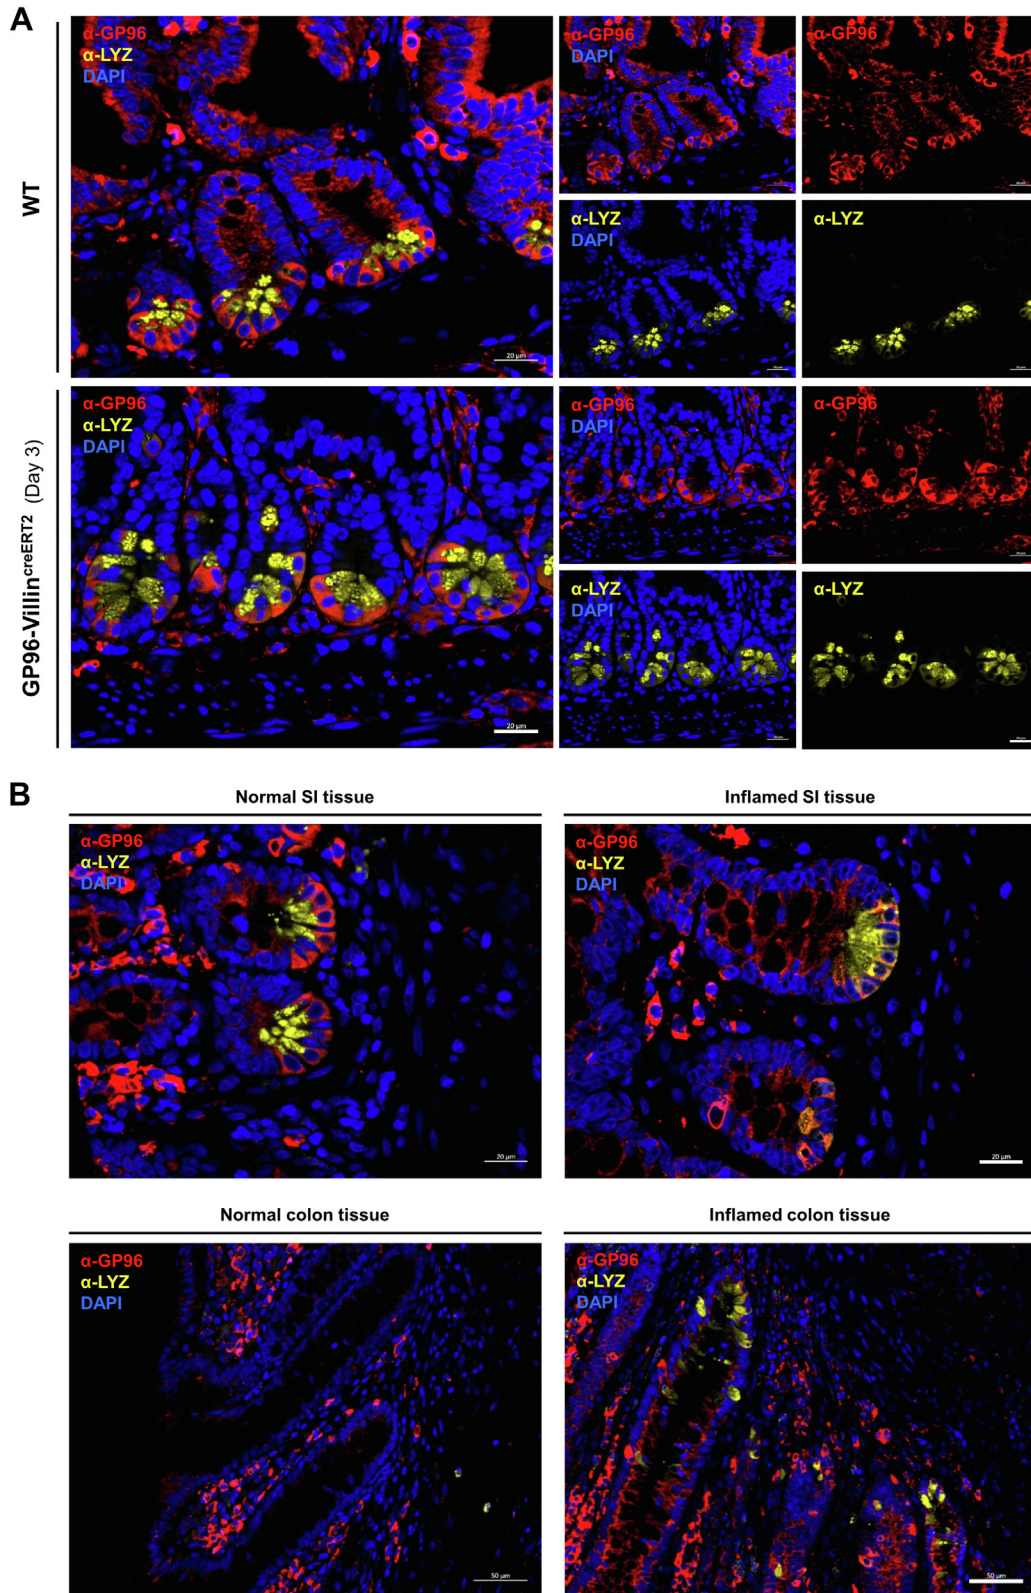 A
WT
α-GP96
α-LYZ
DAPI
20 µm
α-GP96
DAPI
α-GP96
α-LYZ
DAPI
α-LYZ
GP96-VillincreERT2 (Day 3)
α-GP96
α-LYZ
DAPI
20 µm
α-GP96
DAPI
α-GP96
α-LYZ
DAPI
α-LYZ
B
Normal SI tissue
α-GP96
α-LYZ
DAPI
20 µm
Inflamed SI tissue
α-GP96
α-LYZ
DAPI
20 µm
Normal colon tissue
α-GP96
α-LYZ
DAPI
50 µm
Inflamed colon tissue
α-GP96
α-LYZ
DAPI
50 µm